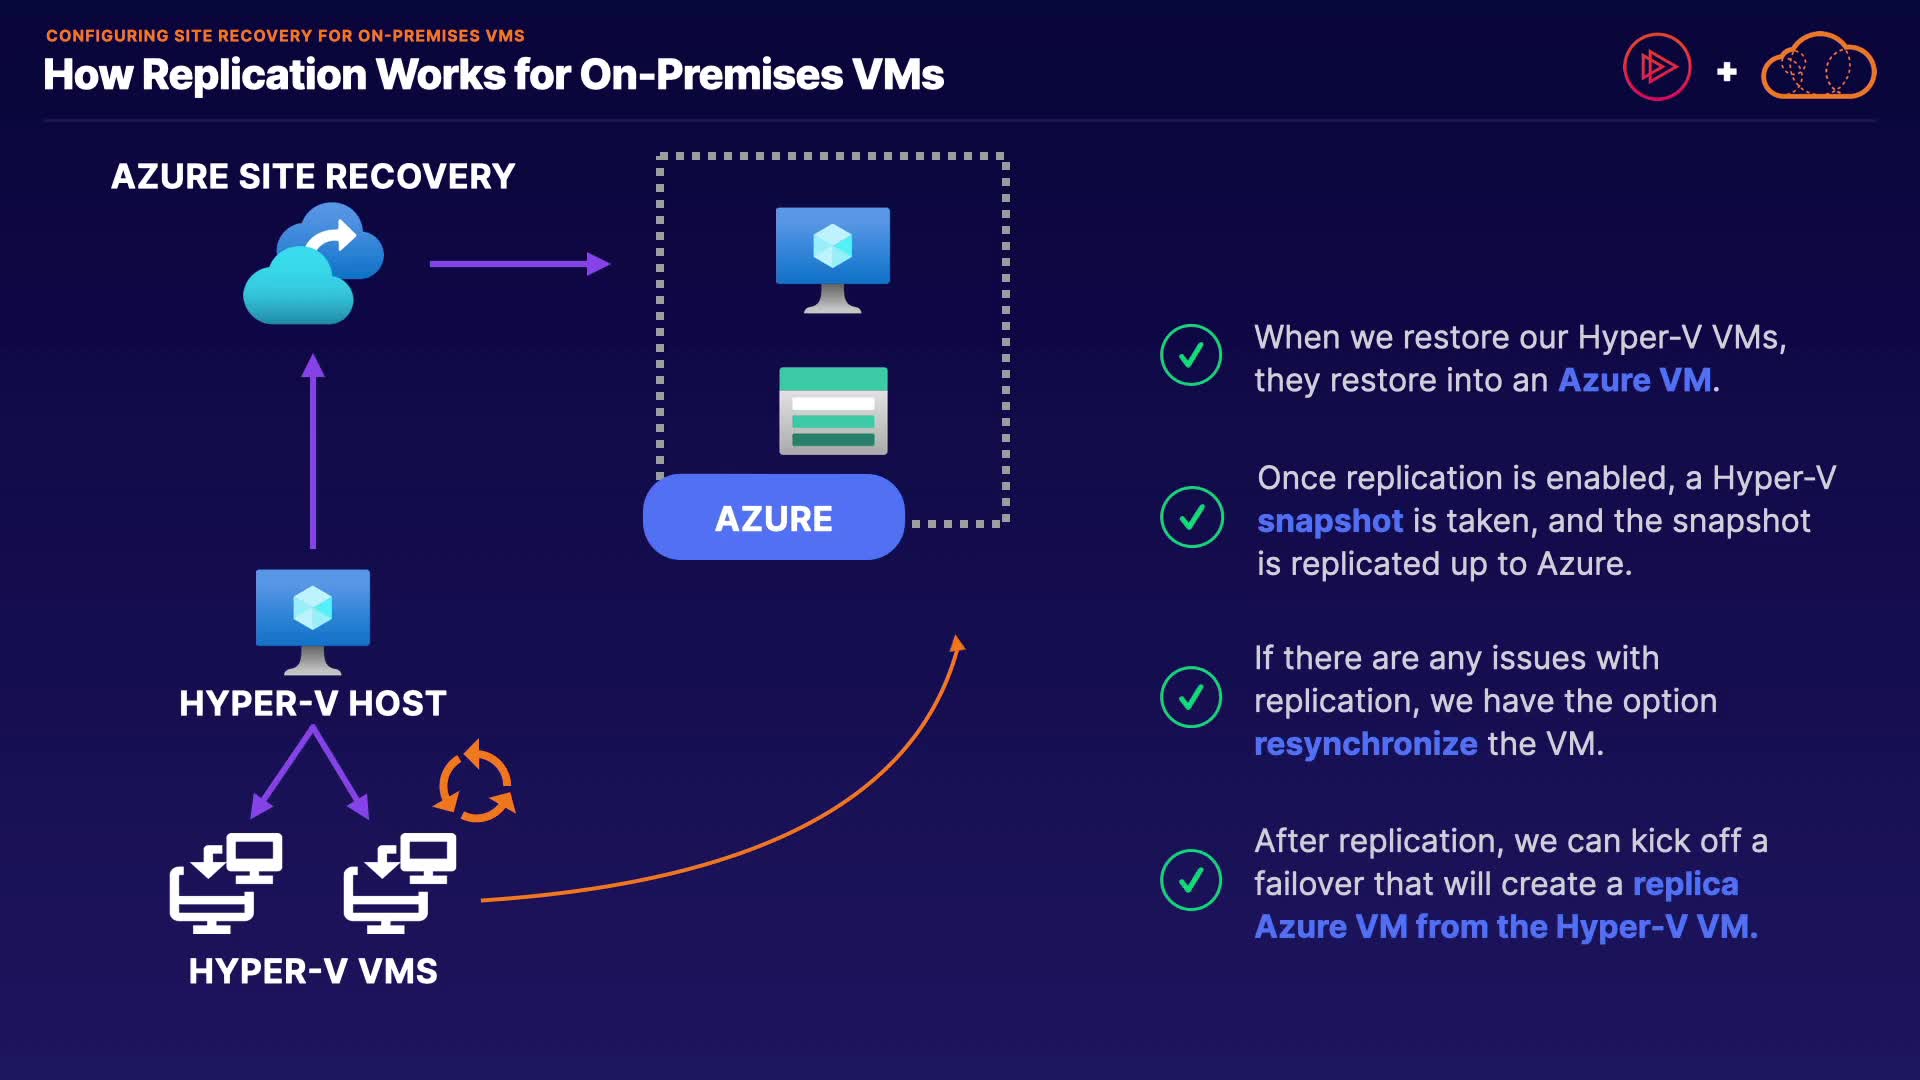 CONFIGURING SITE RECOVERY FOR ON-PREMISES VMS
How Replication Works for On-Premises VMs
AZURE SITE RECOVERY
AZURE
HYPER-V HOST
HYPER-V VMS
When we restore our Hyper-V VMs,
they restore into an Azure VM.
Once replication is enabled, a Hyper-V
snapshot is taken, and the snapshot
is replicated up to Azure.
If there are any issues with
replication, we have the option
resynchronize the VM.
After replication, we can kick off a
failover that will create a replica
Azure VM from the Hyper-V VM.